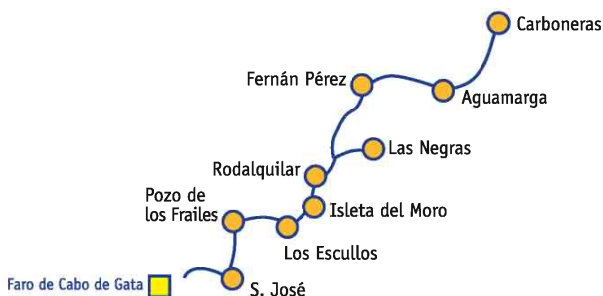 Carboneras
Fernán Pérez
Aguamarga
Las Negras
Rodalquilar
Pozo de
los Frailes
Isleta del Moro
Los Escullos
Faro de Cabo de Gata
S. José